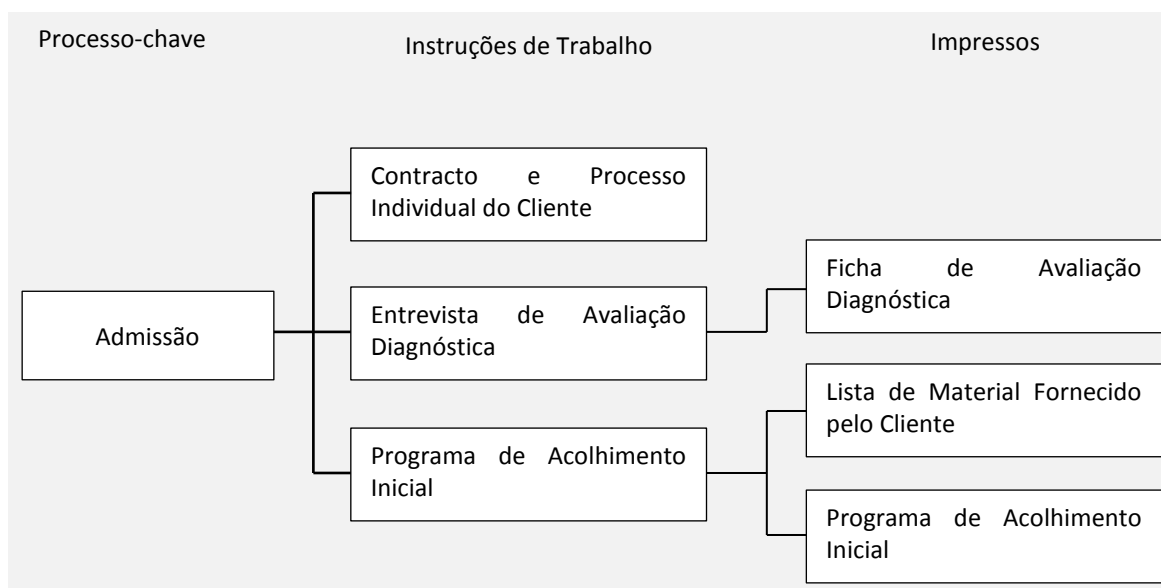 Processo-chave
Instruções de Trabalho
Impressos
Contracto e Processo
Individual do Cliente
Ficha de Avaliação
Diagnóstica
Admissão
Entrevista de Avaliação
Diagnóstica
Lista de Material Fornecido
pelo Cliente
Programa de Acolhimento
Inicial
Programa de Acolhimento
Inicial